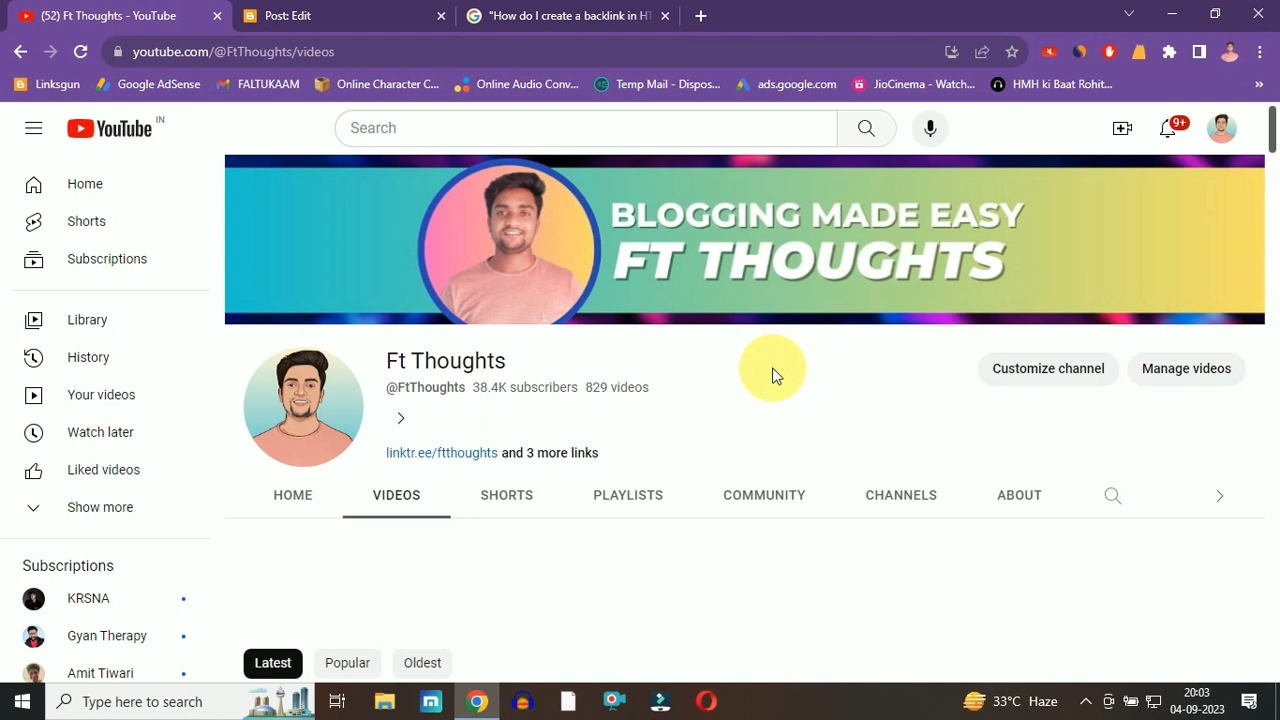 (52) Ft Thoughts - YouTube
Post: Edit
"How do I create a backlink in HT
youtube.com/@FtThoughts/videos
Linksgun
Google AdSense
FALTUKAAM
Online Character C...
Online Audio Conv...
Temp Mail - Dispos...
ads.google.com
JioCinema - Watch...
HMH ki Baat Rohit...
»
YouTube IN
Search
9+
Home
Shorts
Subscriptions
Library
History
Your videos
Watch later
Liked videos
Show more
Subscriptions
KRSNA
Gyan Therapy
Amit Tiwari
BLOGGING MADE EASY
FT THOUGHTS
Ft Thoughts
@FtThoughts 38.4K subscribers 829 videos
linktr.ee/ftthoughts and 3 more links
Customize channel
Manage videos
HOME
VIDEOS
SHORTS
PLAYLISTS
COMMUNITY
CHANNELS
ABOUT
Latest
Popular
Oldest
Type here to search
33°C Haze
20:03
04-09-2023